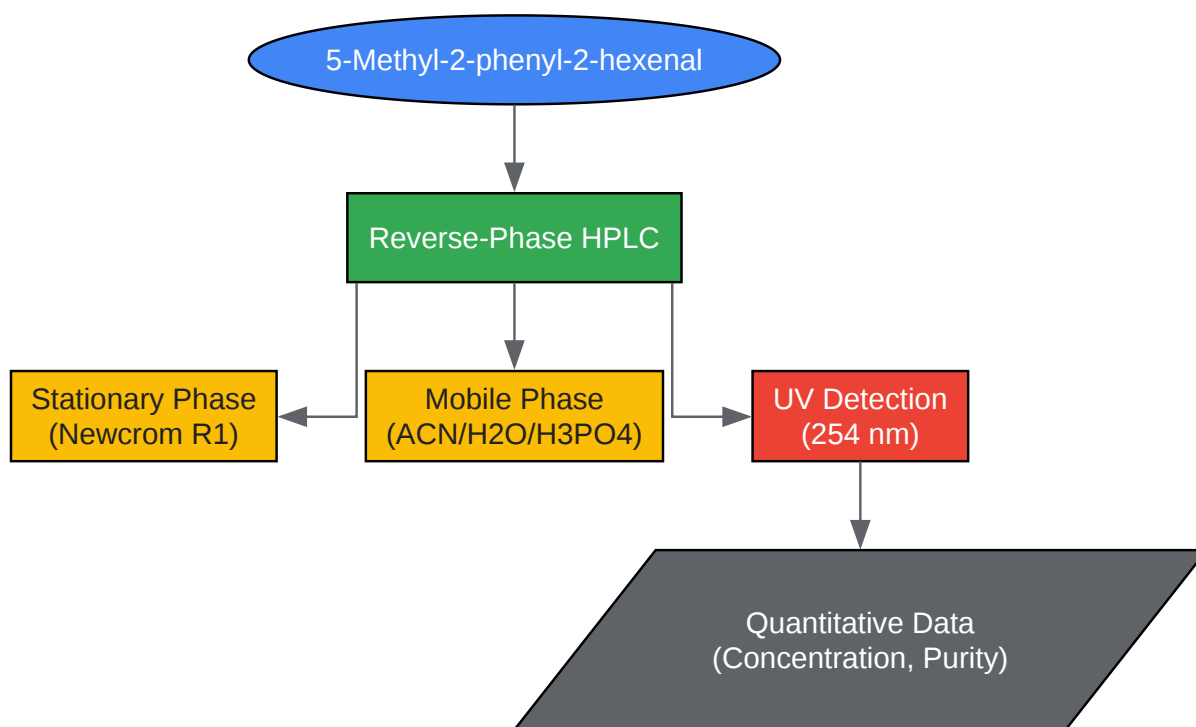 5-Methyl-2-phenyl-2-hexenal
Reverse-Phase HPLC
Stationary Phase
(Newcrom R1)
Mobile Phase
(ACN/H2O/H3PO4)
UV Detection
(254 nm)
Quantitative Data
(Concentration, Purity)